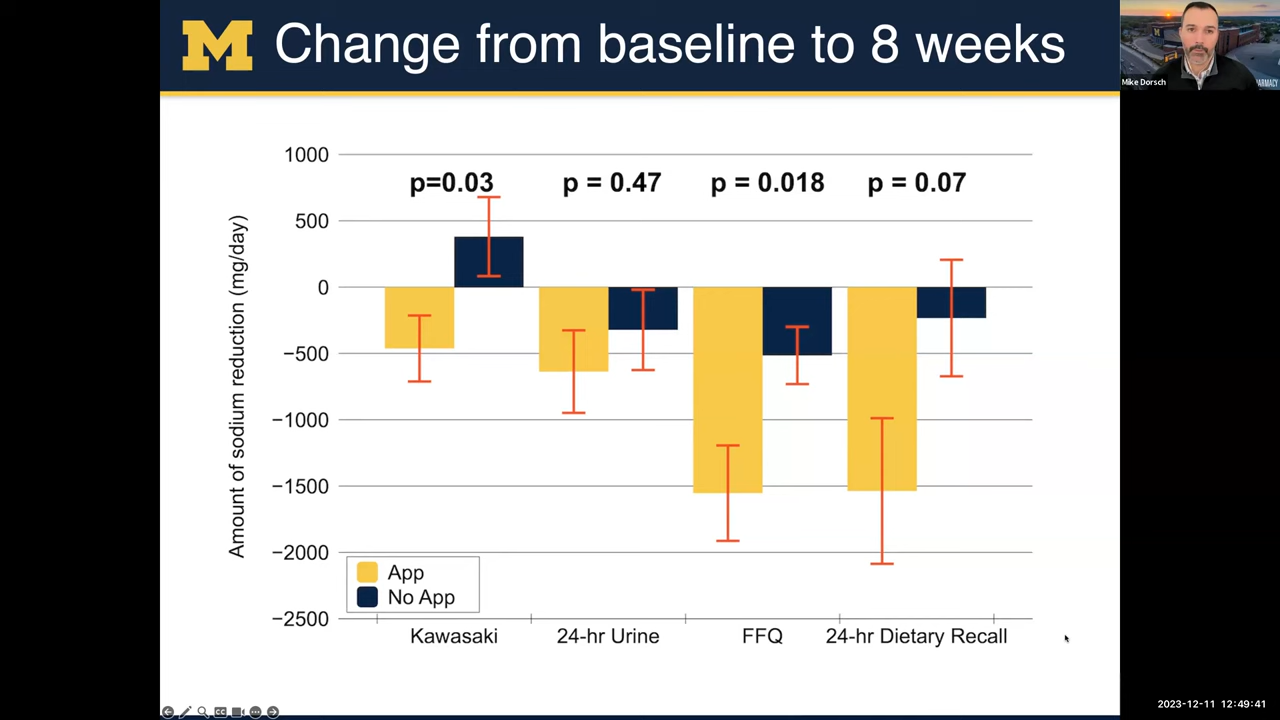 M Change from baseline to 8 weeks
Mike Dorsch
ARMACY
1000
p=0.03 p = 0.47 p = 0.018 p = 0.07
500
0
−500
−1000
−1500
−2000
−2500
Amount of sodium reduction (mg/day)
App
No App
Kawasaki 24-hr Urine FFQ 24-hr Dietary Recall
CC
2023-12-11 12:49:41